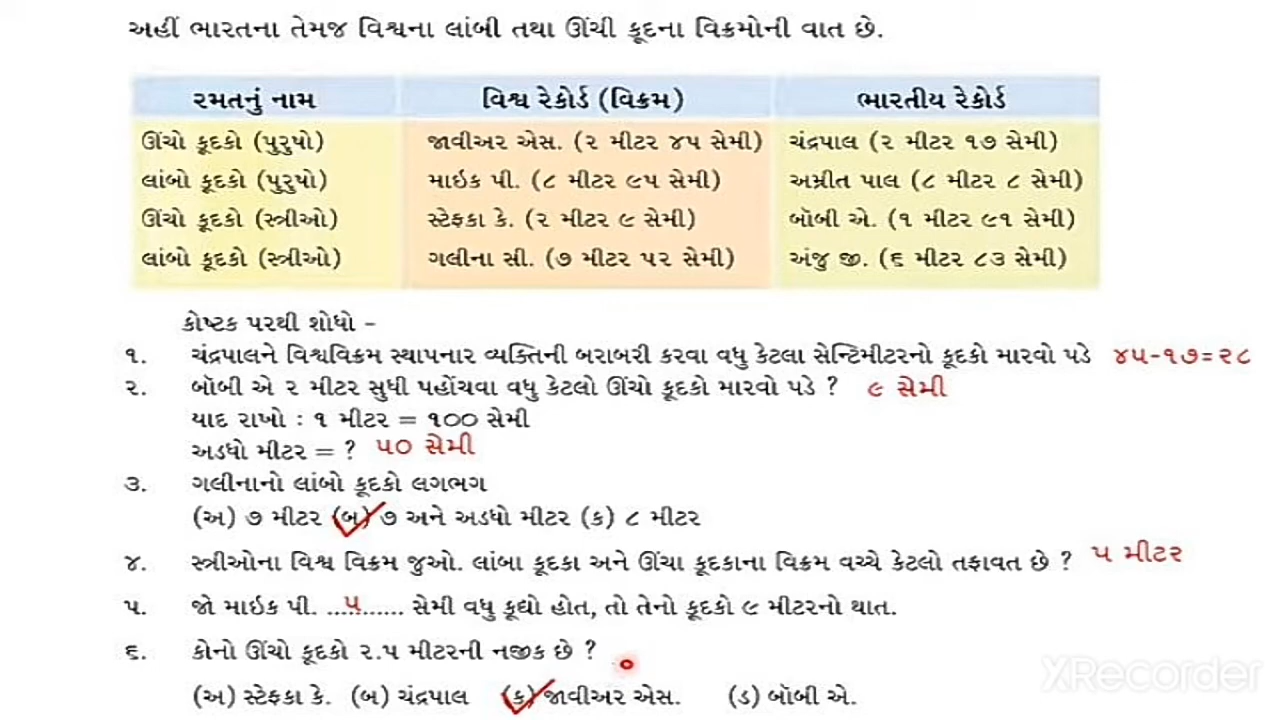 અહીં ભારતના તેમજ વિશ્વના લાંબી તથા ઊંચી કૂદના વિક્રમોની વાત છે.
રમતનું નામ વિશ્વ રેકોર્ડ (વિક્રમ) ભારતીય રેકોર્ડ
ઊંચો કૂદકો (પુરુષો) જાવીઅર એસ. (૨ મીટર ૪૫ સેમી) ચંદ્રપાલ (૨ મીટર ૧૭ સેમી)
લાંબો કૂદકો (પુરુષો) માઇક પી. (૮ મીટર ૯૫ સેમી) અમ્રીત પાલ (૮ મીટર ૮ સેમી)
ઊંચો કૂદકો (સ્ત્રીઓ) સ્ટેફકા કે. (૨ મીટર ૯ સેમી) બૉબી એ. (૧ મીટર ૯૧ સેમી)
લાંબો કૂદકો (સ્ત્રીઓ) ગલીના સી. (૭ મીટર ૫૨ સેમી) અંજુ જી. (૬ મીટર ૮૩ સેમી)
કોષ્ટક પરથી શોધો -
૧. ચંદ્રપાલને વિશ્વવિક્રમ સ્થાપનાર વ્યક્તિની બરાબરી કરવા વધુ કેટલા સેન્ટિમીટરનો કૂદકો મારવો પડે ૪૫-૧૭=૨૮
૨. બૉબી એ ૨ મીટર સુધી પહોંચવા વધુ કેટલો ઊંચો કૂદકો મારવો પડે ? ૯ સેમી
યાદ રાખો : ૧ મીટર = ૧૦૦ સેમી
અડધો મીટર = ? ૫૦ સેમી
૩. ગલીનાનો લાંબો કૂદકો લગભગ
(અ) ૭ મીટર (બ) ૭ અને અડધો મીટર (ક) ૮ મીટર
૪. સ્ત્રીઓના વિશ્વ વિક્રમ જુઓ. લાંબા કૂદકા અને ઊંચા કૂદકાના વિક્રમ વચ્ચે કેટલો તફાવત છે ? ૫ મીટર
૫. જો માઇક પી. ....૫...... સેમી વધુ કૂદ્યો હોત, તો તેનો કૂદકો ૯ મીટરનો થાત.
૬. કોનો ઊંચો કૂદકો ૨.૫ મીટરની નજીક છે ?
(અ) સ્ટેફકા કે. (બ) ચંદ્રપાલ (ક) જાવીઅર એસ. (ડ) બૉબી એ.
XRecorder